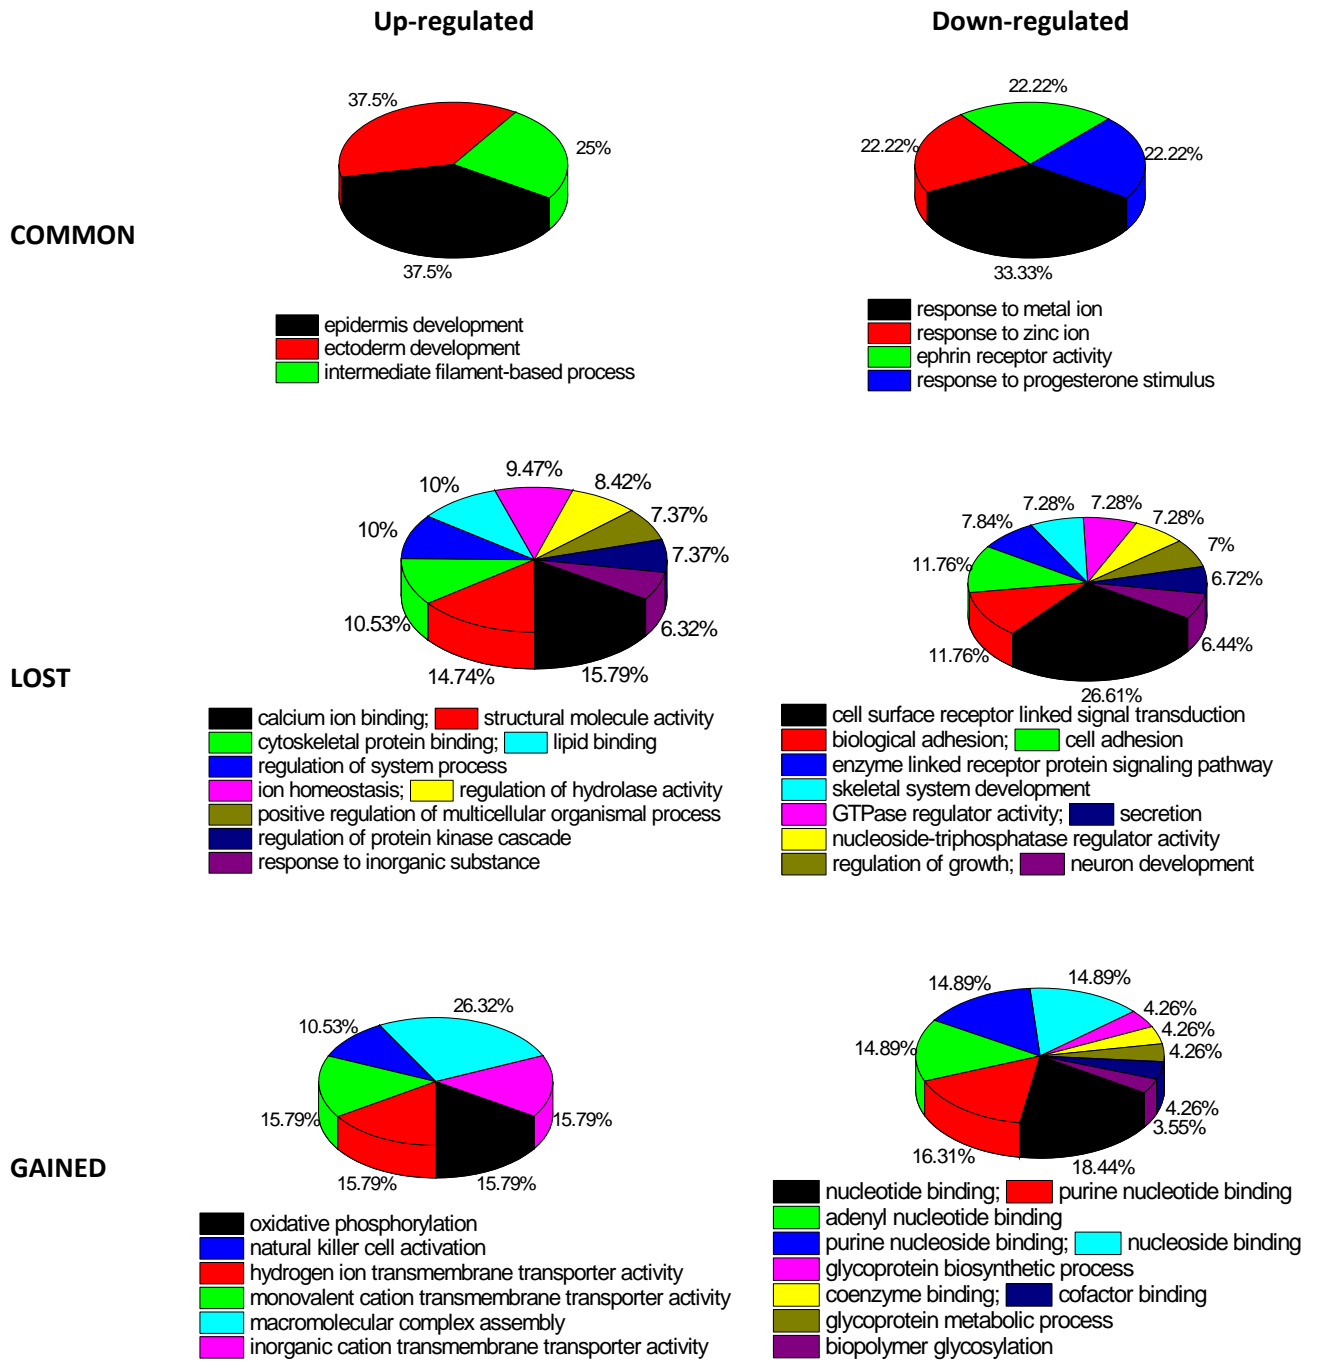 Up-regulated
Down-regulated
COMMON
37.5%
25%
37.5%
epidermis development
ectoderm development
intermediate filament-based process
22.22%
22.22%
22.22%
33.33%
response to metal ion
response to zinc ion
ephrin receptor activity
response to progesterone stimulus
LOST
9.47%
10%
8.42%
10%
7.37%
7.37%
10.53%
6.32%
14.74%
15.79%
calcium ion binding; structural molecule activity
cytoskeletal protein binding; lipid binding
regulation of system process
ion homeostasis; regulation of hydrolase activity
positive regulation of multicellular organismal process
regulation of protein kinase cascade
response to inorganic substance
7.28%
7.28%
7.84%
7.28%
7%
11.76%
6.72%
6.44%
11.76%
26.61%
cell surface receptor linked signal transduction
biological adhesion; cell adhesion
enzyme linked receptor protein signaling pathway
skeletal system development
GTPase regulator activity; secretion
nucleoside-triphosphatase regulator activity
regulation of growth; neuron development
GAINED
26.32%
10.53%
15.79%
15.79%
15.79%
15.79%
oxidative phosphorylation
natural killer cell activation
hydrogen ion transmembrane transporter activity
monovalent cation transmembrane transporter activity
macromolecular complex assembly
inorganic cation transmembrane transporter activity
14.89%
14.89%
4.26%
4.26%
4.26%
14.89%
4.26%
3.55%
16.31%
18.44%
nucleotide binding; purine nucleotide binding
adenyl nucleotide binding
purine nucleoside binding; nucleoside binding
glycoprotein biosynthetic process
coenzyme binding; cofactor binding
glycoprotein metabolic process
biopolymer glycosylation